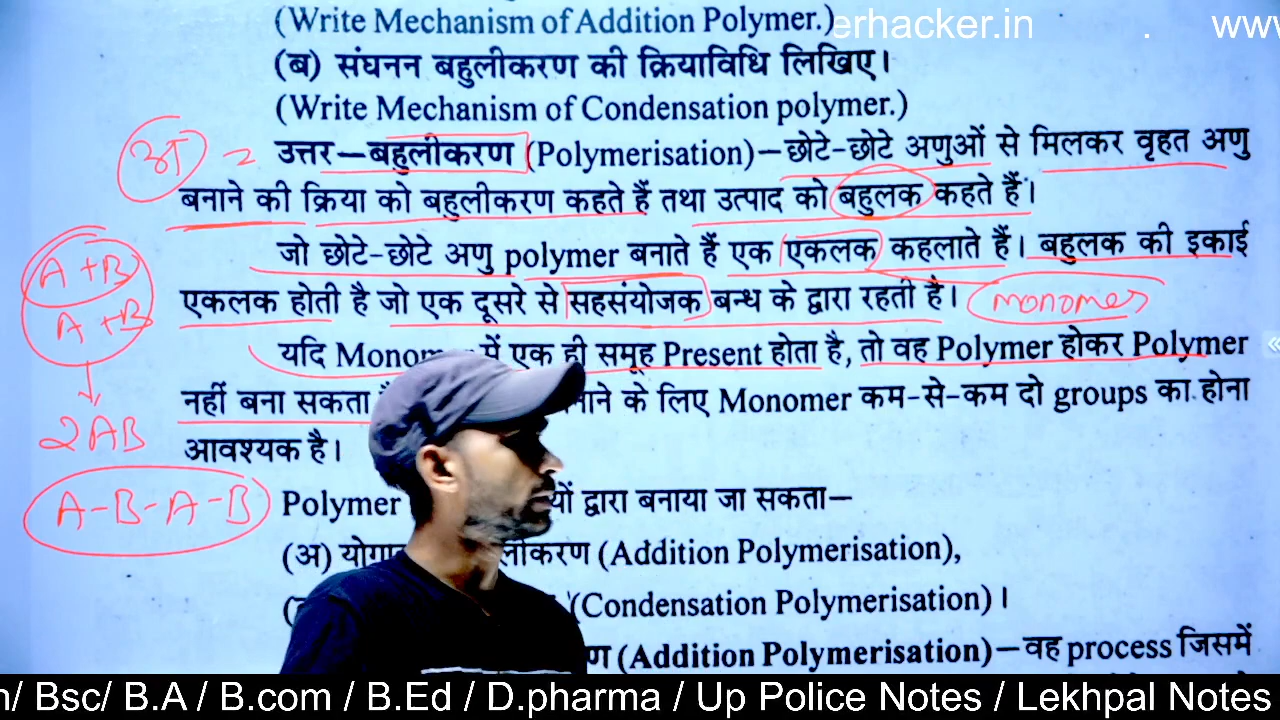 (Write Mechanism of Addition Polymer.)
erhacker.in . www
(ब) संघनन बहुलीकरण की क्रियाविधि लिखिए।
(Write Mechanism of Condensation polymer.)
उत्तर—बहुलीकरण (Polymerisation)—छोटे-छोटे अणुओं से मिलकर वृहत अणु
बनाने की क्रिया को बहुलीकरण कहते हैं तथा उत्पाद को बहुलक कहते हैं।
जो छोटे-छोटे अणु polymer बनाते हैं एक एकलक कहलाते हैं। बहुलक की इकाई
एकलक होती है जो एक दूसरे से सहसंयोजक बन्ध के द्वारा रहती है।
monomer
A + B
A + B
2AB
A-B-A-B
यदि Monom में एक ही समूह Present होता है, तो वह Polymer होकर Polymer
नहीं बना सकता नाने के लिए Monomer कम-से-कम दो groups का होना
आवश्यक है।
Polymer यों द्वारा बनाया जा सकता—
(अ) योगा लीकरण (Addition Polymerisation),
(Condensation Polymerisation)।
ण (Addition Polymerisation)—वह process जिसमें
n/ Bsc/ B.A / B.com / B.Ed / D.pharma / Up Police Notes / Lekhpal Notes